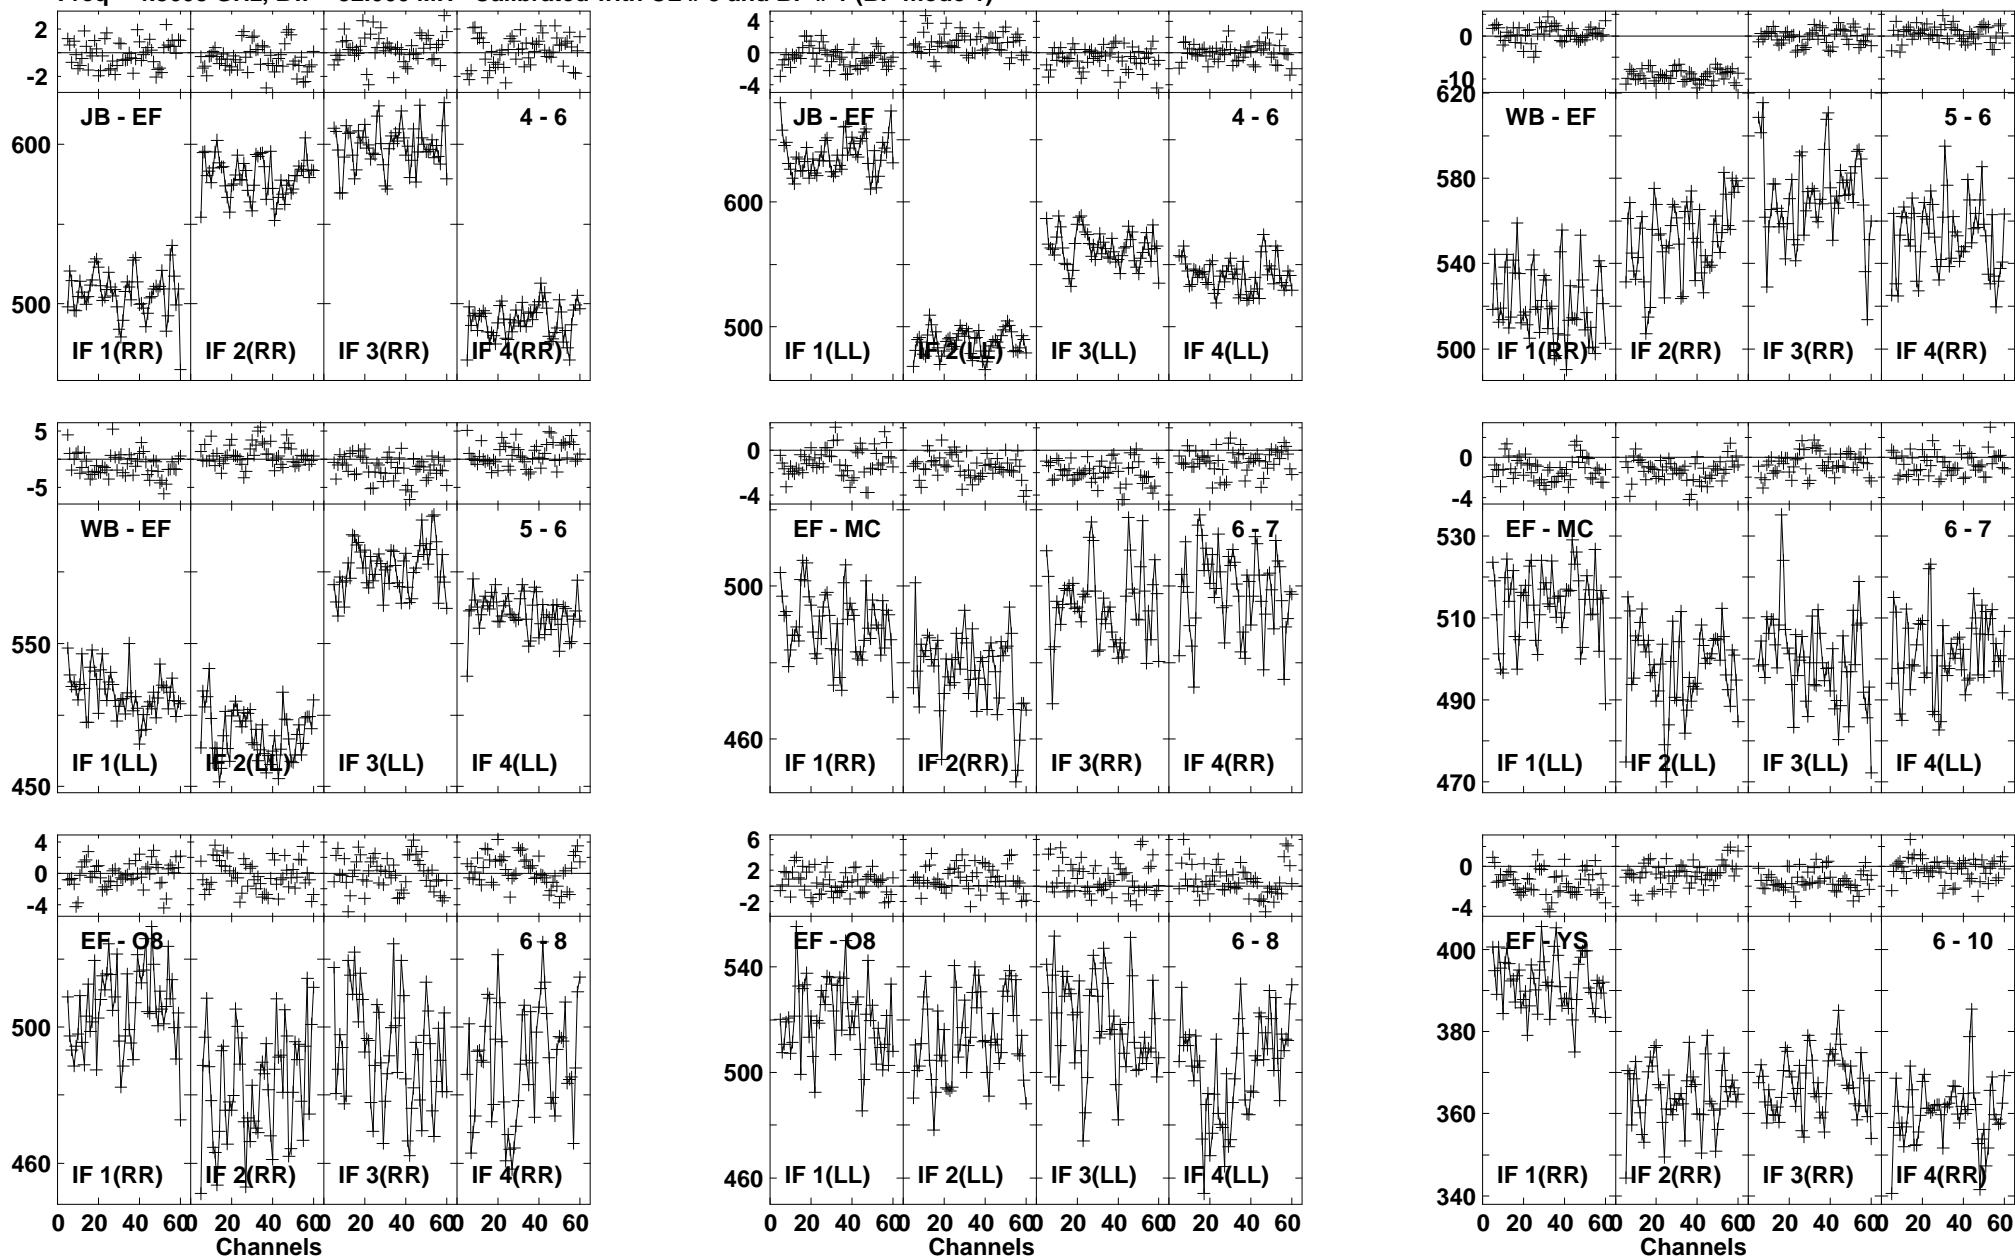 2
0
-2
JB - EF
4 - 6
600
500
IF 1(RR)
IF 2(RR)
IF 3(RR)
IF 4(RR)
4
0
-4
JB - EF
4 - 6
600
500
IF 1(LL)
IF 2(LL)
IF 3(LL)
IF 4(LL)
0
-10
620
WB - EF
5 - 6
580
540
500
IF 1(RR)
IF 2(RR)
IF 3(RR)
IF 4(RR)
5
-5
WB - EF
5 - 6
550
450
IF 1(LL)
IF 2(LL)
IF 3(LL)
IF 4(LL)
0
-4
EF - MC
6 - 7
500
460
IF 1(RR)
IF 2(RR)
IF 3(RR)
IF 4(RR)
0
-4
EF - MC
6 - 7
530
510
490
470
IF 1(LL)
IF 2(LL)
IF 3(LL)
IF 4(LL)
4
0
-4
EF - O8
6 - 8
500
460
IF 1(RR)
IF 2(RR)
IF 3(RR)
IF 4(RR)
0 20 40 60 0 20 40 60 0 20 40 60 0 20 40 60
Channels
6
2
-2
EF - O8
6 - 8
540
500
460
IF 1(LL)
IF 2(LL)
IF 3(LL)
IF 4(LL)
0 20 40 60 0 20 40 60 0 20 40 60 0 20 40 60
Channels
0
-4
EF - YS
6 - 10
400
380
360
340
IF 1(RR)
IF 2(RR)
IF 3(RR)
IF 4(RR)
0 20 40 60 0 20 40 60 0 20 40 60 0 20 40 60
Channels